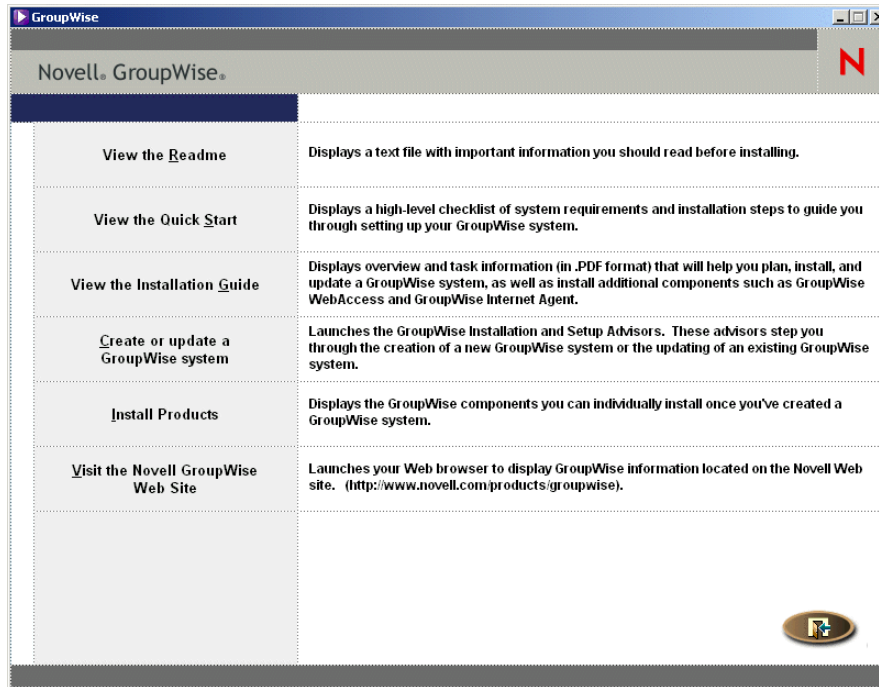 GroupWise
Novell® GroupWise®
N
View the Readme
Displays a text file with important information you should read before installing.
View the Quick Start
Displays a high-level checklist of system requirements and installation steps to guide you
through setting up your GroupWise system.
View the Installation Guide
Displays overview and task information (in .PDF format) that will help you plan, install, and
update a GroupWise system, as well as install additional components such as GroupWise
WebAccess and GroupWise Internet Agent.
Create or update a
GroupWise system
Launches the GroupWise Installation and Setup Advisors. These advisors step you
through the creation of a new GroupWise system or the updating of an existing GroupWise
system.
Install Products
Displays the GroupWise components you can individually install once you've created a
GroupWise system.
Visit the Novell GroupWise
Web Site
Launches your Web browser to display GroupWise information located on the Novell Web
site. (http://www.novell.com/products/groupwise).